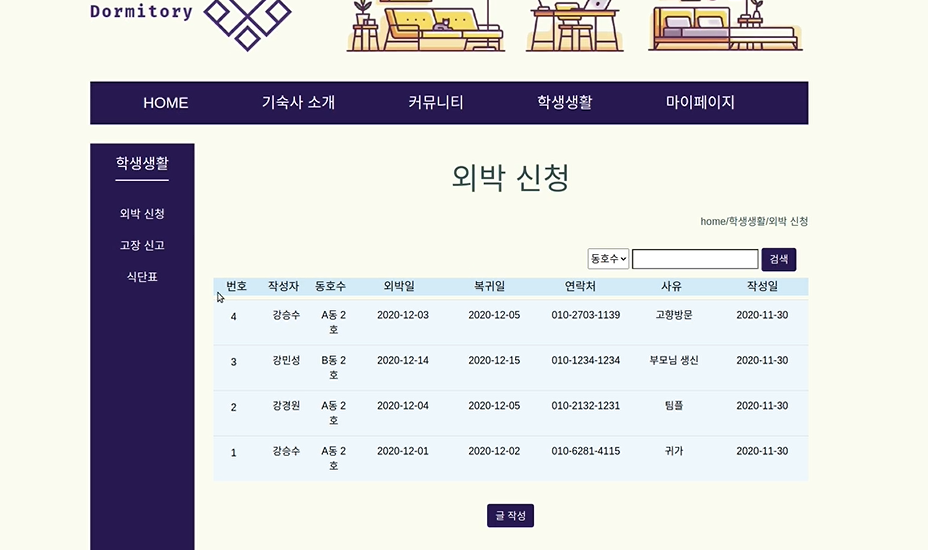 Dormitory
HOME 기숙사 소개 커뮤니티 학생생활 마이페이지
학생생활
외박 신청
고장 신고
식단표
외박 신청
home/학생생활/외박 신청
동호수 검색
번호 작성자 동호수 외박일 복귀일 연락처 사유 작성일
4 강승수 A동 2호 2020-12-03 2020-12-05 010-2703-1139 고향방문 2020-11-30
3 강민성 B동 2호 2020-12-14 2020-12-15 010-1234-1234 부모님 생신 2020-11-30
2 강경원 A동 2호 2020-12-04 2020-12-05 010-2132-1231 팀플 2020-11-30
1 강승수 A동 2호 2020-12-01 2020-12-02 010-6281-4115 귀가 2020-11-30
글 작성